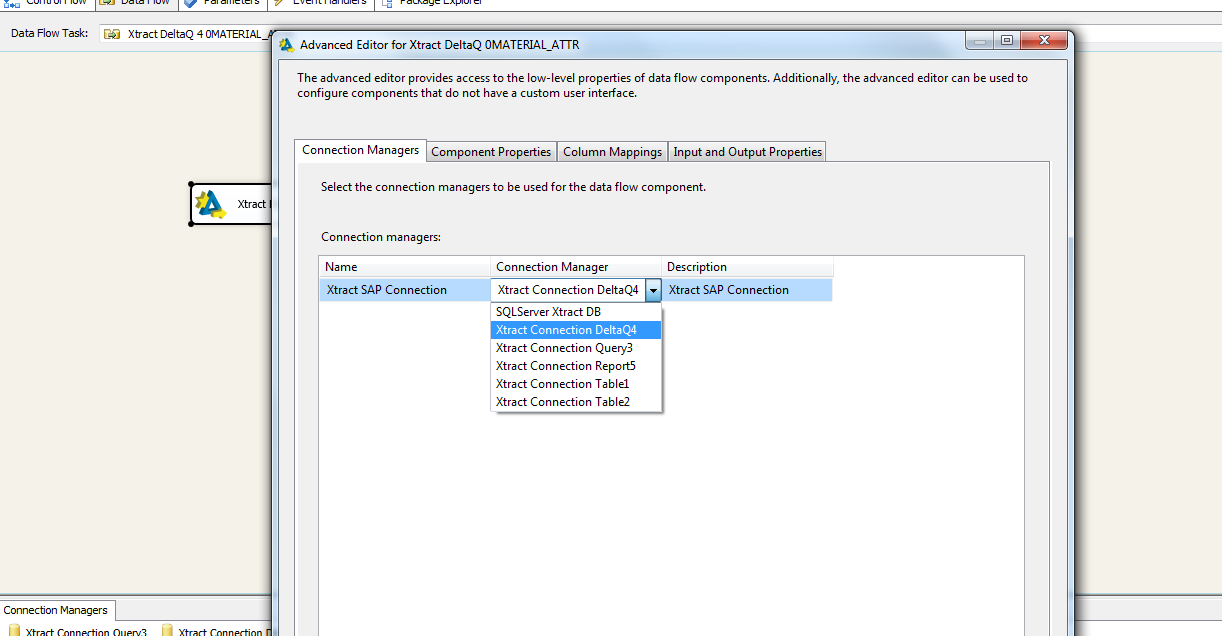 Control Flow Data Flow Parameters Event Handlers Package Explorer
Data Flow Task: Xtract DeltaQ 4 0MATERIAL_
Advanced Editor for Xtract DeltaQ 0MATERIAL_ATTR
The advanced editor provides access to the low-level properties of data flow components. Additionally, the advanced editor can be used to
configure components that do not have a custom user interface.
Connection Managers Component Properties Column Mappings Input and Output Properties
Select the connection managers to be used for the data flow component.
Xtract
Connection managers:
Name Connection Manager Description
Xtract SAP Connection Xtract Connection DeltaQ4 Xtract SAP Connection
SQLServer Xtract DB
Xtract Connection DeltaQ4
Xtract Connection Query3
Xtract Connection Report5
Xtract Connection Table1
Xtract Connection Table2
Connection Managers
Xtract Connection Query3 Xtract Connection